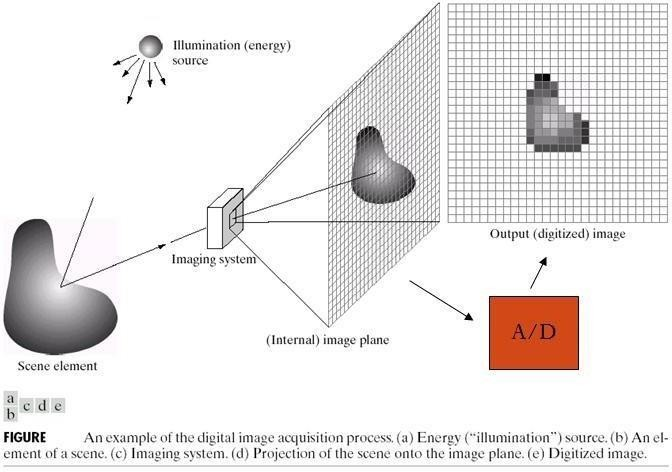 Illumination (energy)
source
Output (digitized) image
Imaging system
A/D
(Internal) image plane
Scene element
a
b c d e
FIGURE An example of the digital image acquisition process. (a) Energy (“illumination”) source. (b) An el-
ement of a scene. (c) Imaging system. (d) Projection of the scene onto the image plane. (e) Digitized image.